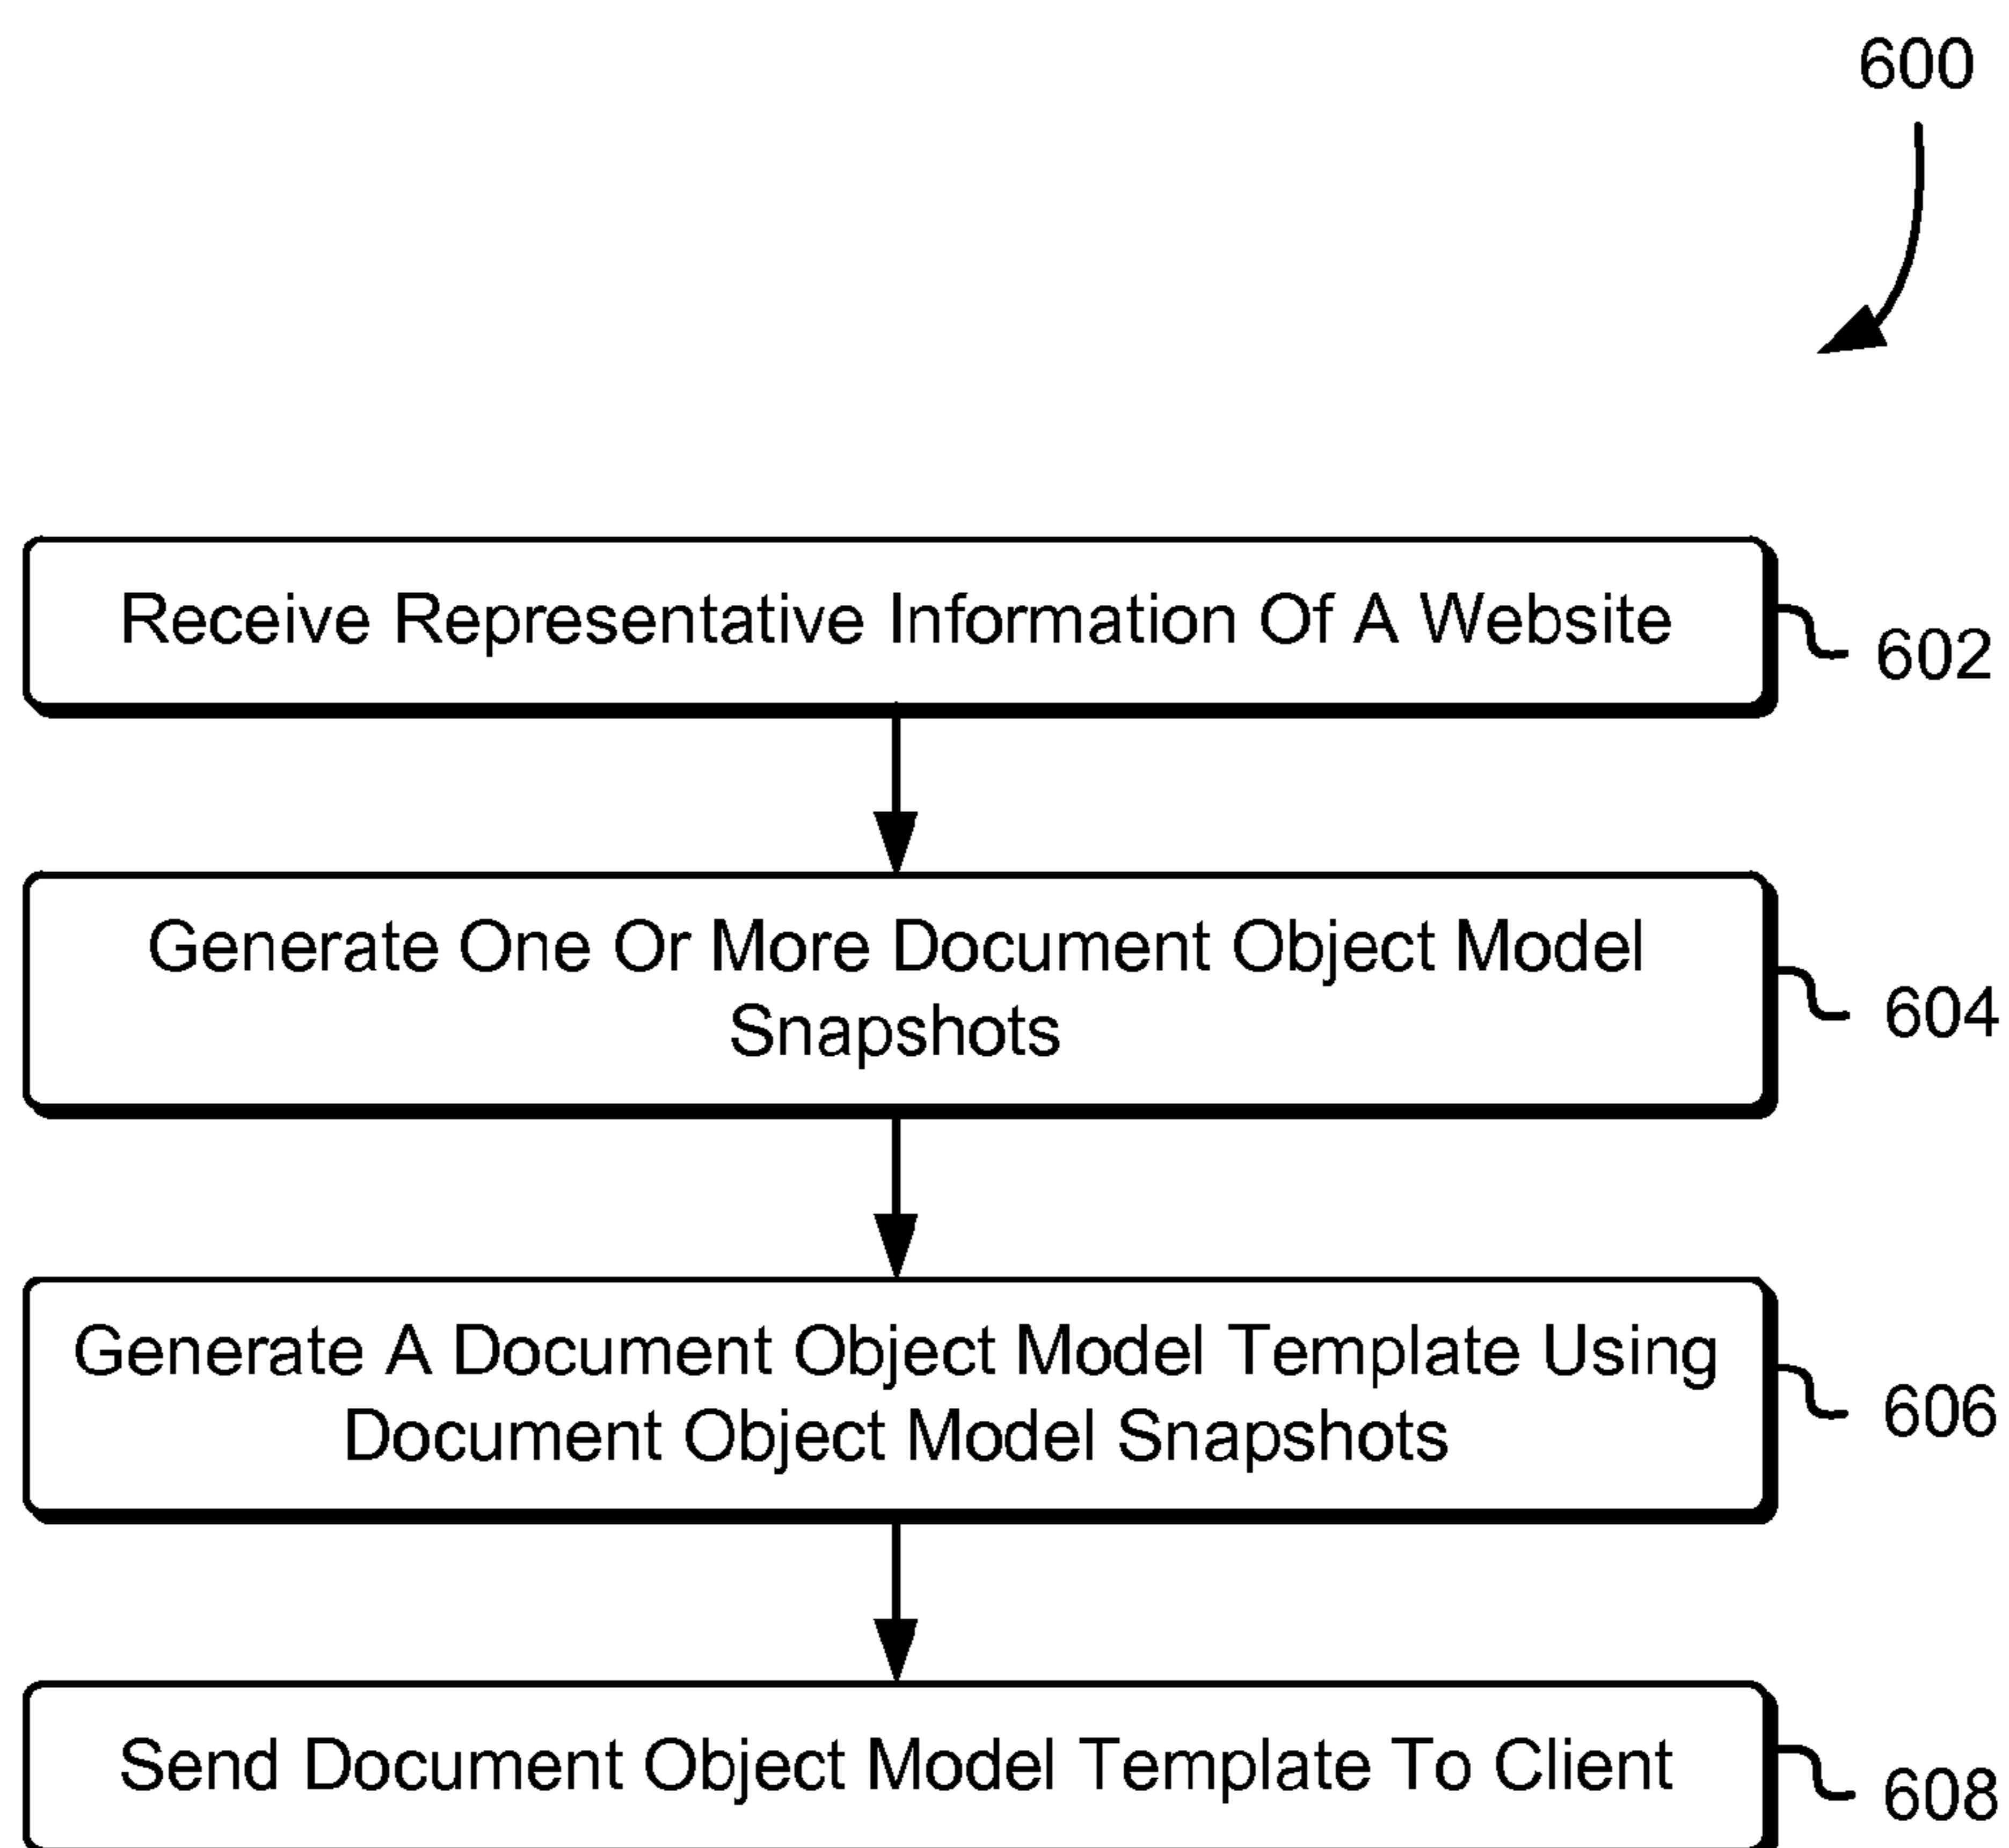 600
Receive Representative Information Of A Website
602
Generate One Or More Document Object Model
Snapshots
604
Generate A Document Object Model Template Using
Document Object Model Snapshots
606
Send Document Object Model Template To Client
608